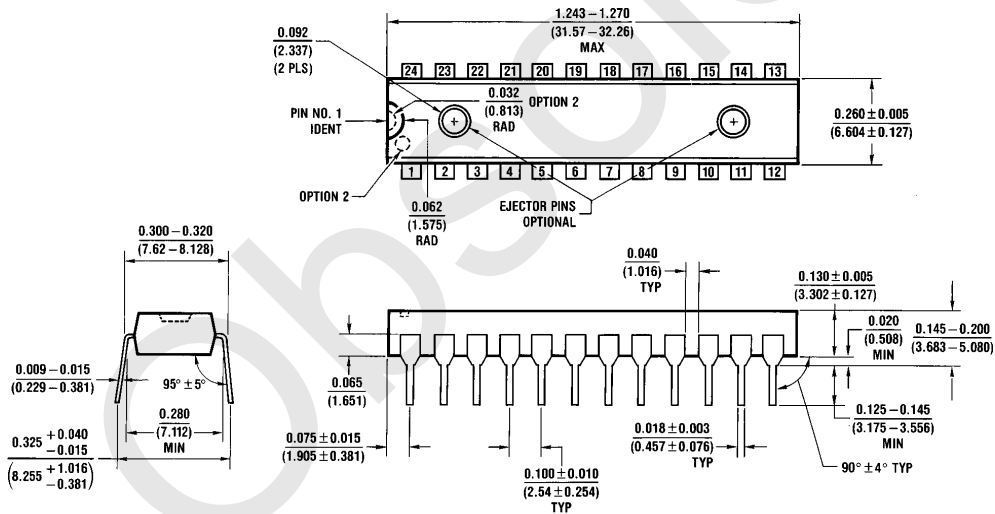 1.243–1.270
(31.57–32.26)
MAX
0.092
(2.337)
(2 PLS)
24 23 22 21 20 19 18 17 16 15 14 13
0.032
(0.813)
RAD
OPTION 2
PIN NO. 1
IDENT
0.260±0.005
(6.604±0.127)
1 2 3 4 5 6 7 8 9 10 11 12
OPTION 2
0.062
(1.575)
RAD
EJECTOR PINS
OPTIONAL
0.300–0.320
(7.62–8.128)
0.040
(1.016)
TYP
0.130±0.005
(3.302±0.127)
0.020
(0.508)
MIN
0.145–0.200
(3.683–5.080)
0.009–0.015
(0.229–0.381)
95°±5°
0.280
(7.112)
MIN
0.065
(1.651)
0.325 +0.040
−0.015
(8.255 +1.016
−0.381)
0.075±0.015
(1.905±0.381)
0.100±0.010
(2.54±0.254)
TYP
0.018±0.003
(0.457±0.076)
TYP
0.125–0.145
(3.175–3.556)
MIN
90°±4° TYP